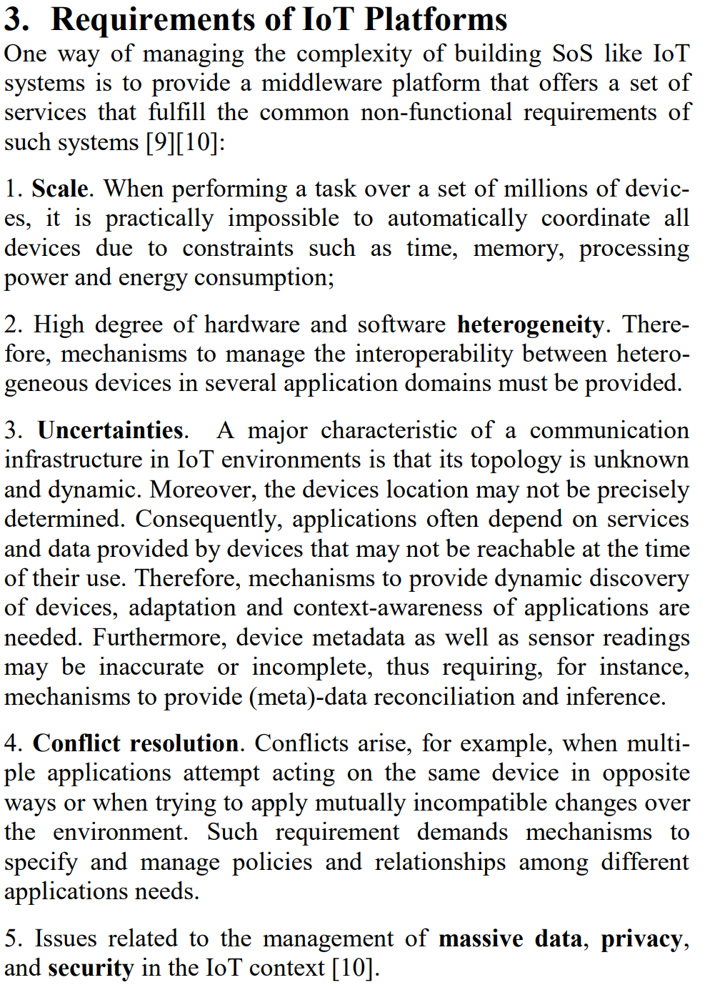 3. Requirements of IoT Platforms
One way of managing the complexity of building SoS like IoT
systems is to provide a middleware platform that offers a set of
services that fulfill the common non-functional requirements of
such systems [9][10]:
1. Scale. When performing a task over a set of millions of devic-
es, it is practically impossible to automatically coordinate all
devices due to constraints such as time, memory, processing
power and energy consumption;
2. High degree of hardware and software heterogeneity. There-
fore, mechanisms to manage the interoperability between hetero-
geneous devices in several application domains must be provided.
3. Uncertainties. A major characteristic of a communication
infrastructure in IoT environments is that its topology is unknown
and dynamic. Moreover, the devices location may not be precisely
determined. Consequently, applications often depend on services
and data provided by devices that may not be reachable at the time
of their use. Therefore, mechanisms to provide dynamic discovery
of devices, adaptation and context-awareness of applications are
needed. Furthermore, device metadata as well as sensor readings
may be inaccurate or incomplete, thus requiring, for instance,
mechanisms to provide (meta)-data reconciliation and inference.
4. Conflict resolution. Conflicts arise, for example, when multi-
ple applications attempt acting on the same device in opposite
ways or when trying to apply mutually incompatible changes over
the environment. Such requirement demands mechanisms to
specify and manage policies and relationships among different
applications needs.
5. Issues related to the management of massive data, privacy,
and security in the IoT context [10].